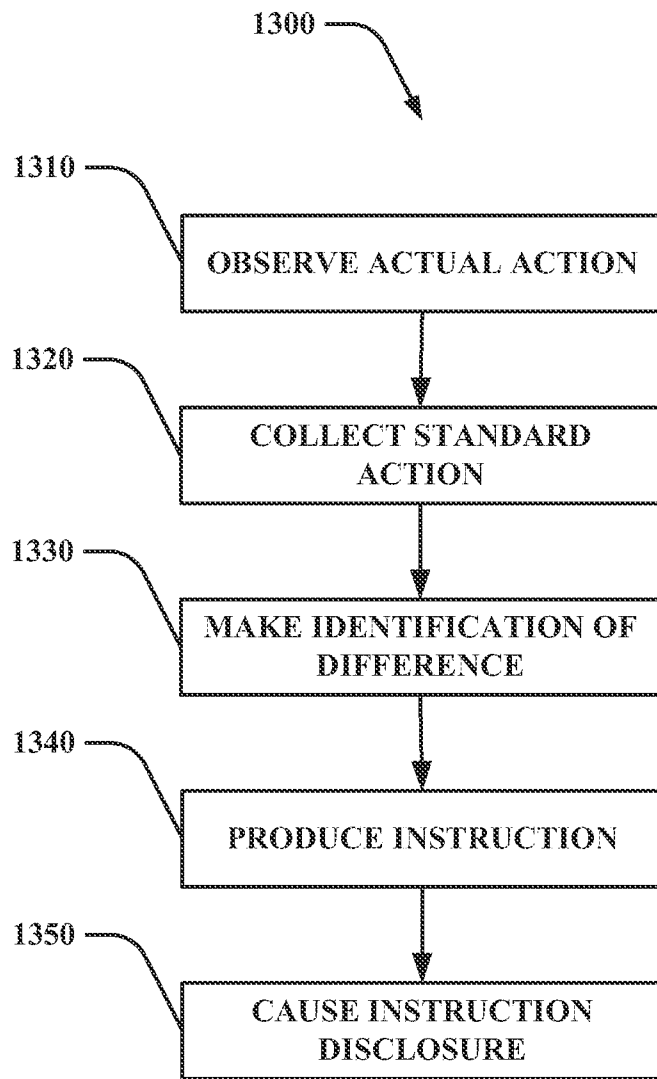 1300
1310
OBSERVE ACTUAL ACTION
1320
COLLECT STANDARD
ACTION
1330
MAKE IDENTIFICATION OF
DIFFERENCE
1340
PRODUCE INSTRUCTION
1350
CAUSE INSTRUCTION
DISCLOSURE